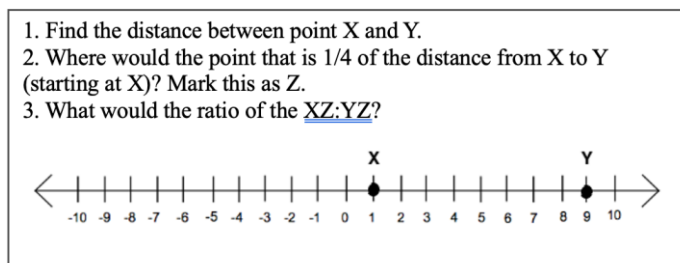 1. Find the distance between point X and Y.
2. Where would the point that is 1/4 of the distance from X to Y
(starting at X)? Mark this as Z.
3. What would the ratio of the XZ:YZ?
X Y
-10 -9 -8 -7 -6 -5 -4 -3 -2 -1 0 1 2 3 4 5 6 7 8 9 10